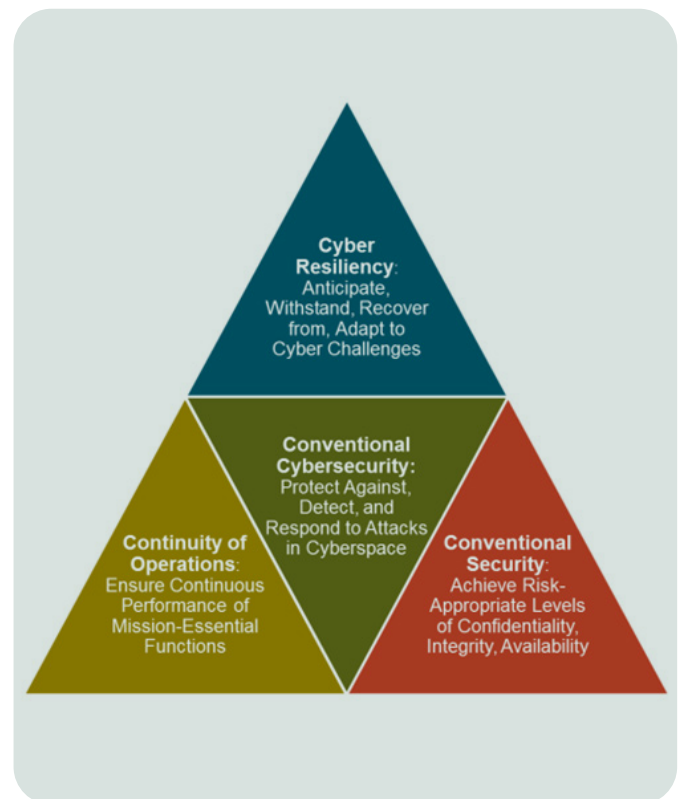 Cyber
Resiliency:
Anticipate,
Withstand, Recover
from, Adapt to
Cyber Challenges
Conventional
Cybersecurity:
Protect Against,
Detect, and
Respond to Attacks
in Cyberspace
Continuity of
Operations:
Ensure Continuous
Performance of
Mission-Essential
Functions
Conventional
Security:
Achieve Risk-
Appropriate Levels
of Confidentiality,
Integrity, Availability